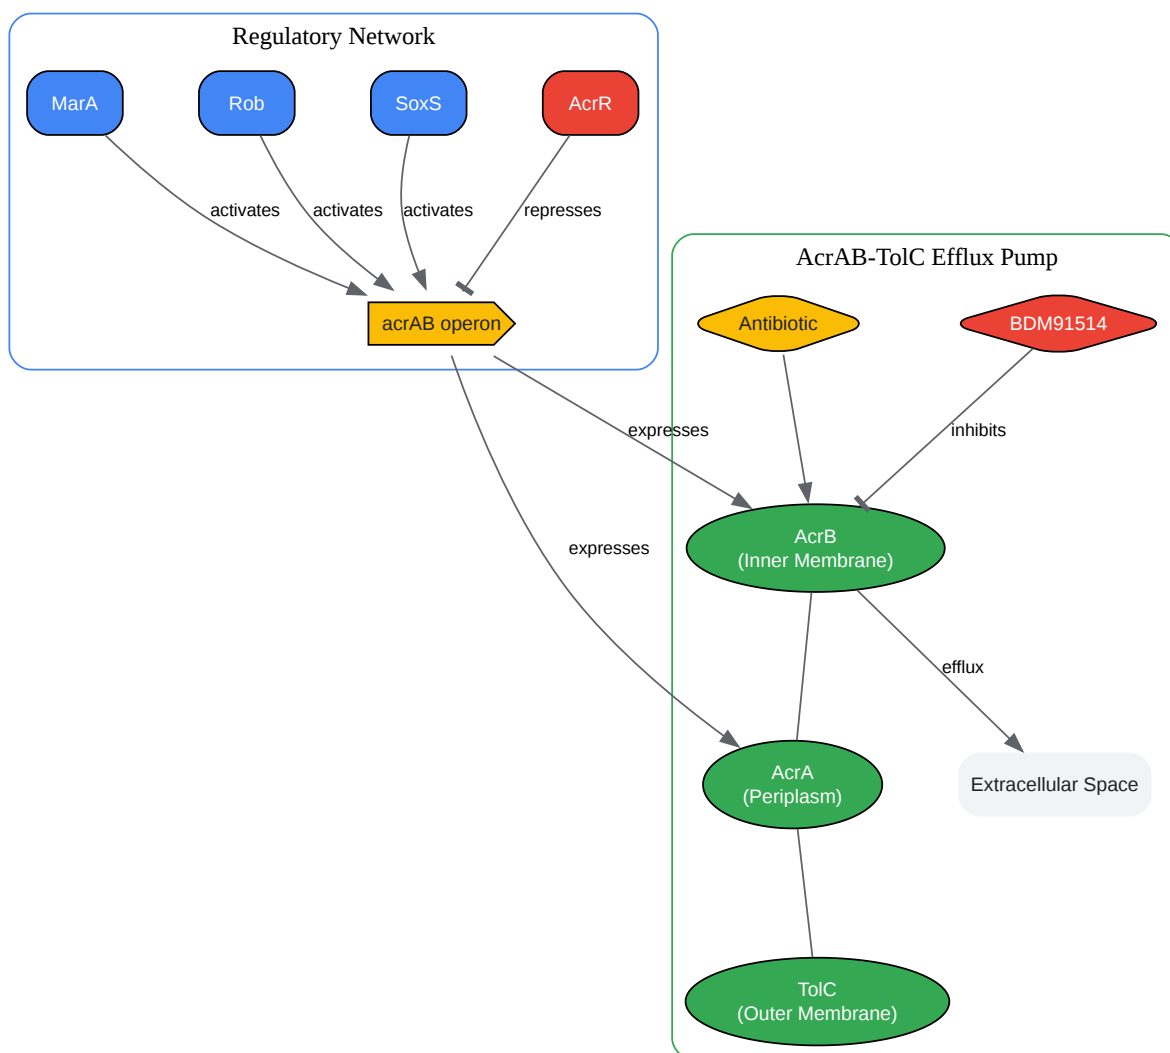 Regulatory Network
MarA
Rob
SoxS
AcrR
activates
activates
activates
represses
acrAB operon
AcrAB-TolC Efflux Pump
Antibiotic
BDM91514
expresses
inhibits
AcrB
(Inner Membrane)
expresses
efflux
AcrA
(Periplasm)
Extracellular Space
TolC
(Outer Membrane)